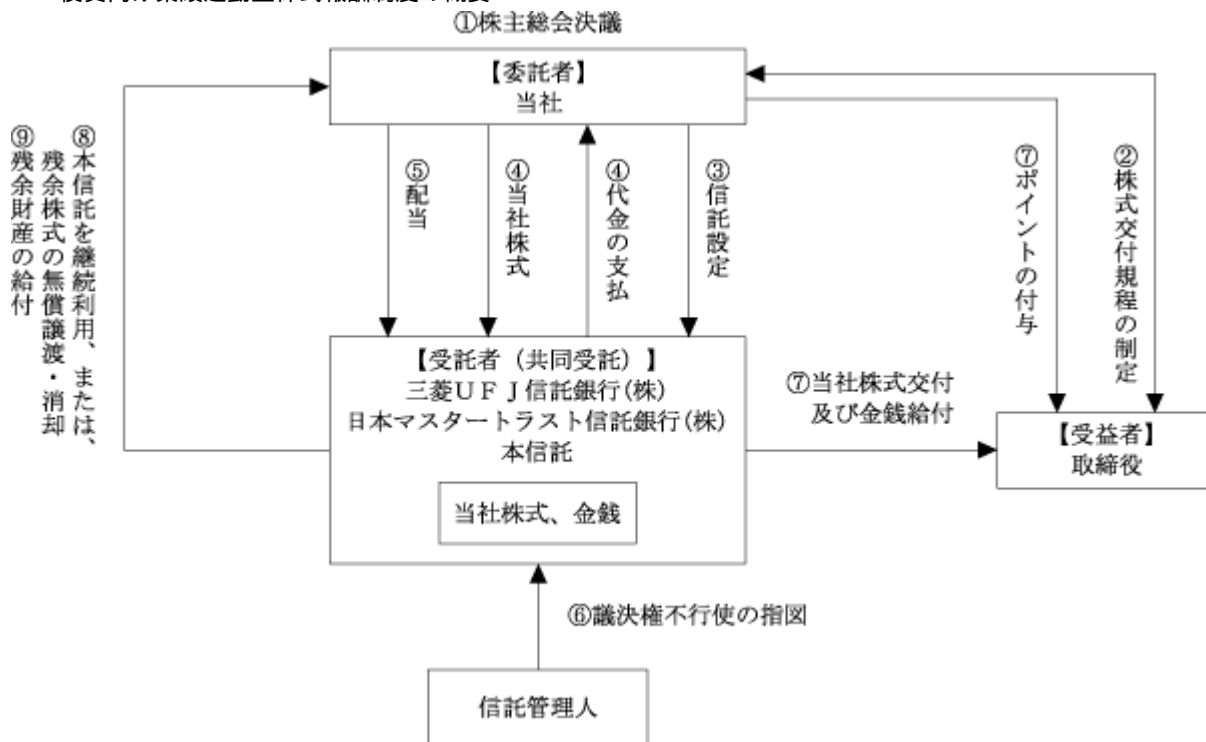 ①株主総会決議
【委託者】
当社
⑧本信託を継続利用、または、
残余株式の無償譲渡・消却
⑨残余財産の給付
⑤配当
④当社株式
④代金の支払
③信託設定
⑦ポイントの付与
②株式交付規程の制定
【受託者（共同受託）】
三菱ＵＦＪ信託銀行(株)
日本マスタートラスト信託銀行(株)
本信託
当社株式、金銭
⑦当社株式交付
及び金銭給付
【受益者】
取締役
⑥議決権不行使の指図
信託管理人